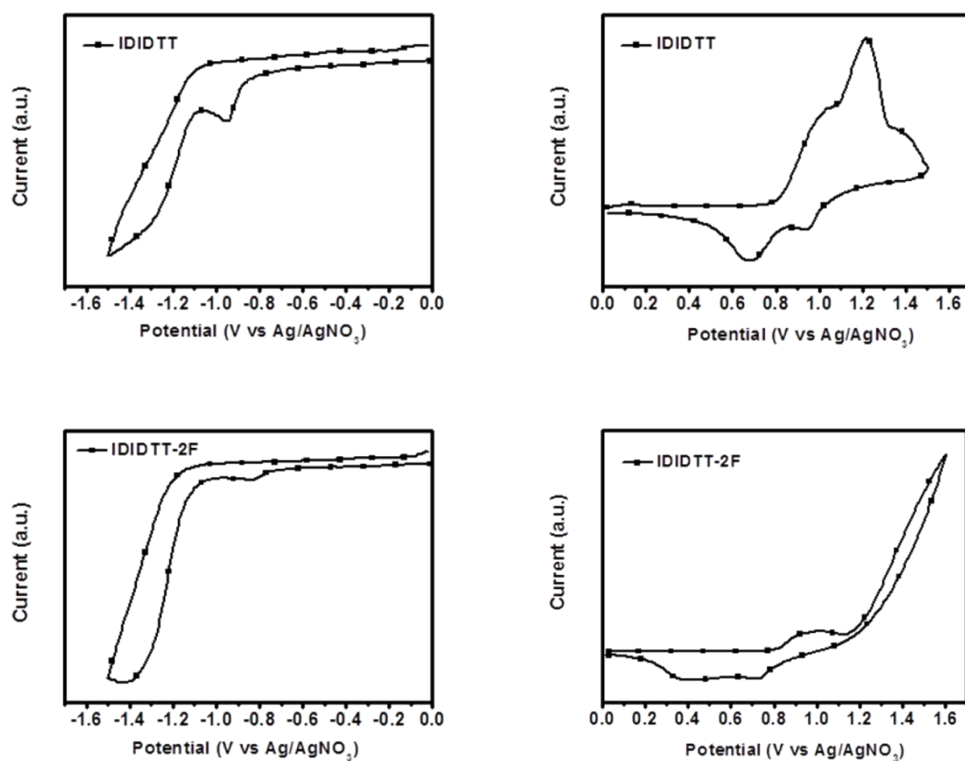 IDIDTT
Current (a.u.)
-1.6 -1.4 -1.2 -1.0 -0.8 -0.6 -0.4 -0.2 0.0
Potential (V vs Ag/AgNO₃)
IDIDTT
Current (a.u.)
0.0 0.2 0.4 0.6 0.8 1.0 1.2 1.4 1.6
Potential (V vs Ag/AgNO₃)
IDIDTT-2F
Current (a.u.)
-1.6 -1.4 -1.2 -1.0 -0.8 -0.6 -0.4 -0.2 0.0
Potential (V vs Ag/AgNO₃)
IDIDTT-2F
Current (a.u.)
0.0 0.2 0.4 0.6 0.8 1.0 1.2 1.4 1.6
Potential (V vs Ag/AgNO₃)